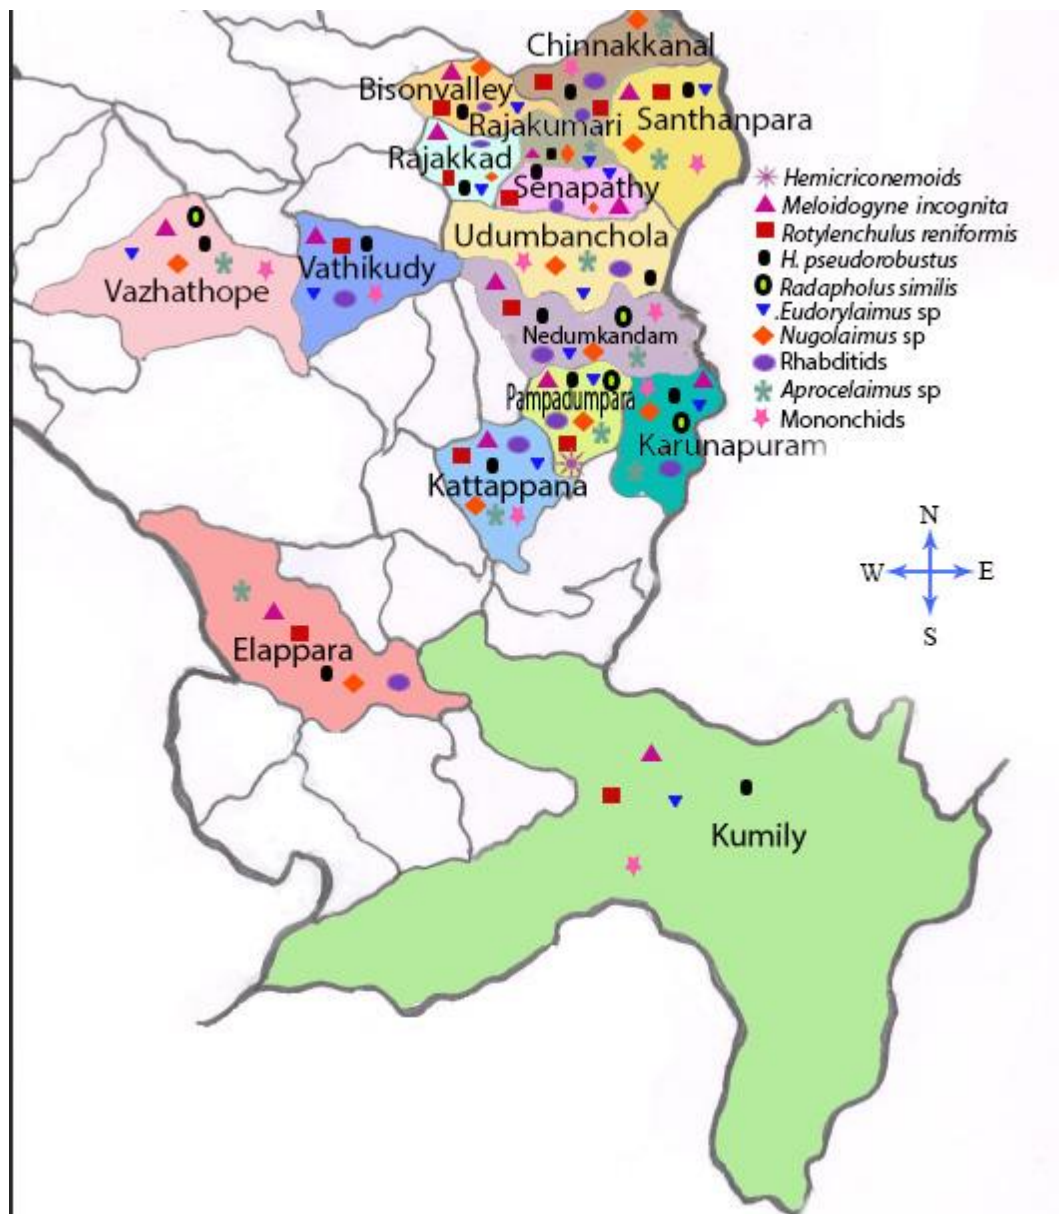 Chinnakkanal
Bisonvalley
Rajakumari
Santhanpara
Rajakkad
Senapathy
Hemicriconemoids
Meloidogyne incognita
Rotylenchulus reniformis
H. pseudorobustus
Radapholus similis
.Eudorylaimus sp
Nugolaimus sp
Rhabditids
Aprocelaimus sp
Mononchids
Udumbanchola
Vathikudy
Vazhathope
Nedumkandam
Pampadumpara
Karunapuram
Kattappana
N
W E
S
Elappara
Kumily